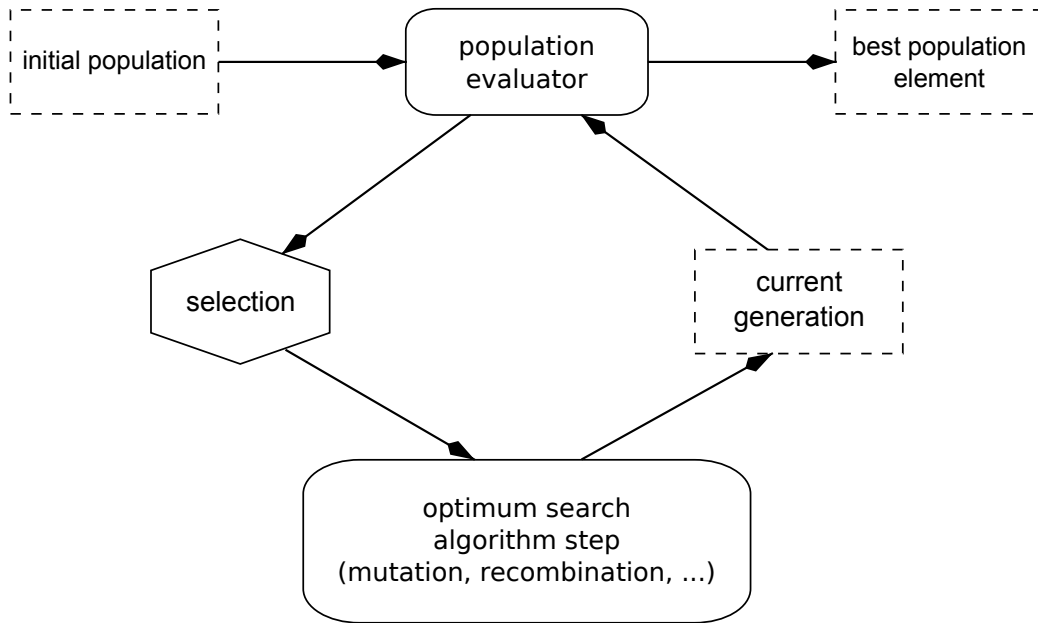 initial population
population
evaluator
best population
element
selection
current
generation
optimum search
algorithm step
(mutation, recombination, ...)